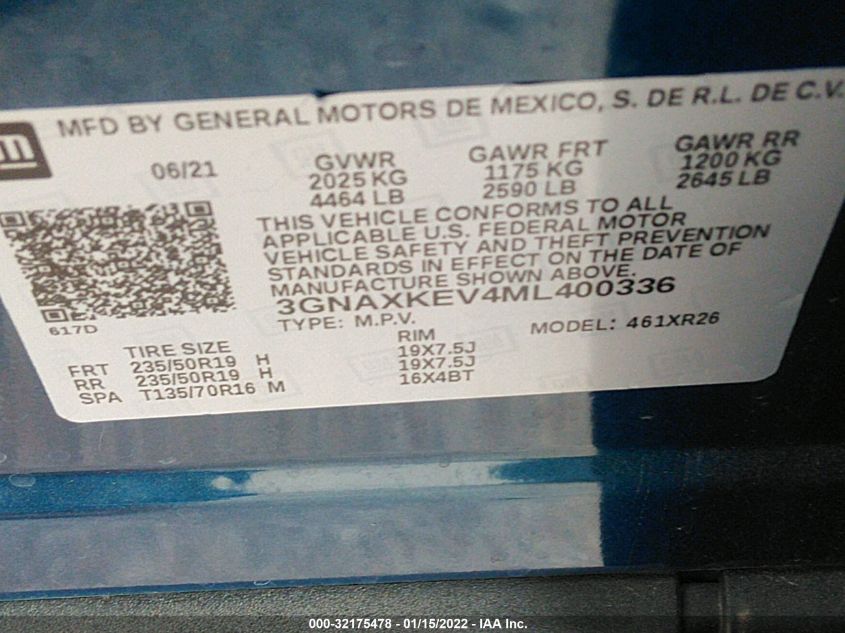 m
MFD BY GENERAL MOTORS DE MEXICO, S. DE R.L. DE C.V.
06/21 GVWR GAWR FRT GAWR RR
2025 KG 1175 KG 1200 KG
4464 LB 2590 LB 2645 LB
THIS VEHICLE CONFORMS TO ALL
APPLICABLE U.S. FEDERAL MOTOR
VEHICLE SAFETY AND THEFT PREVENTION
STANDARDS IN EFFECT ON THE DATE OF
MANUFACTURE SHOWN ABOVE.
3GNAXKEV4ML400336
617D
TYPE: M.P.V. MODEL: 461XR26
TIRE SIZE RIM
FRT 235/50R19 H 19X7.5J
RR 235/50R19 H 19X7.5J
SPA T135/70R16 M 16X4BT
000-32175478 - 01/15/2022 - IAA Inc.